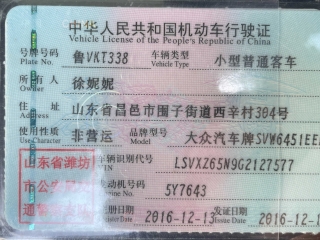 中华人民共和国机动车行驶证
Vehicle License of the People's Republic of China
号牌号码 鲁VKT338 车辆类型 小型普通客车
Plate No. Vehicle Type
所有人 徐妮妮
Owner
住址 山东省昌邑市围子街道西辛村304号
Address
使用性质 非营运 品牌型号 大众汽车牌SVW6451EE
Use Character
山东省潍坊 车辆识别代号 LSVXZ65N9G2127577
市公安局 发动机号码 5Y7643
注册日期 2016-12-13 发证日期 2016-12-1